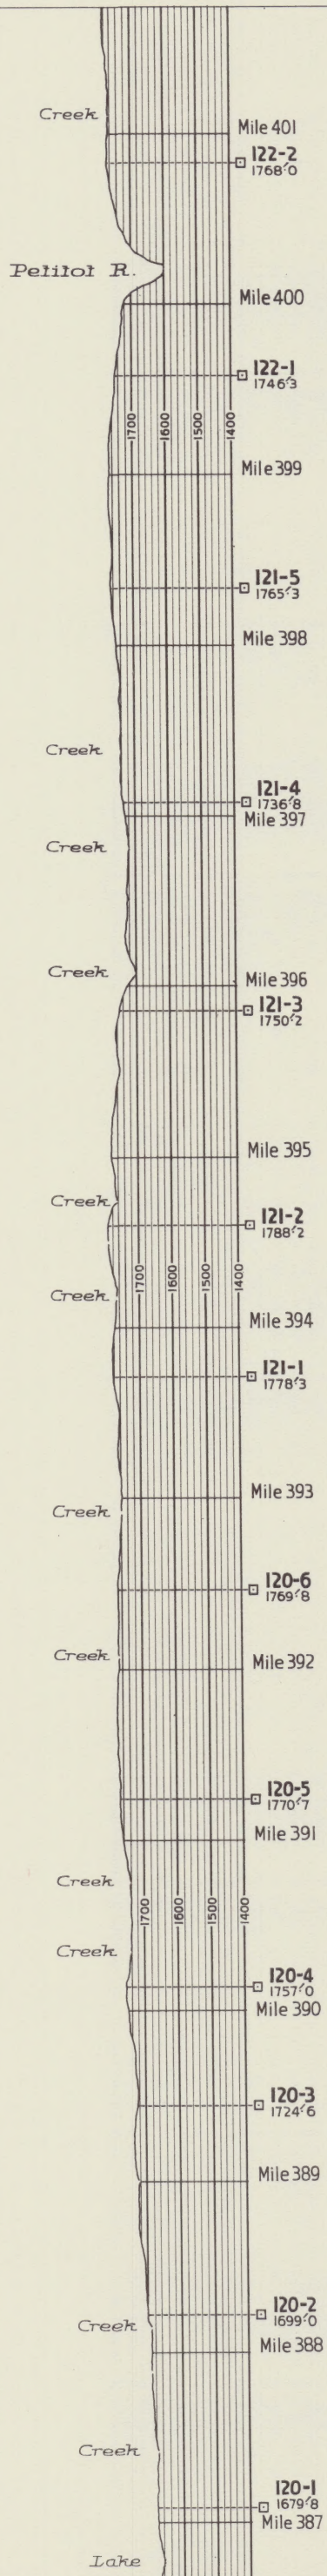 Creek
Mile 401
122-2
1768.0
Petitot R.
Mile 400
122-1
1746.3
1700
1600
1500
1400
Mile 399
121-5
1765.3
Mile 398
Creek
121-4
1736.8
Mile 397
Creek
Creek
Mile 396
121-3
1750.2
Mile 395
Creek
121-2
1788.2
1700
1600
1500
1400
Creek
Mile 394
121-1
1778.3
Mile 393
Creek
120-6
1769.8
Creek
Mile 392
120-5
1770.7
Mile 391
Creek
1700
1600
1500
1400
Creek
120-4
1757.0
Mile 390
120-3
1724.6
Mile 389
120-2
1699.0
Creek
Mile 388
Creek
120-1
1679.8
Mile 387
Lake